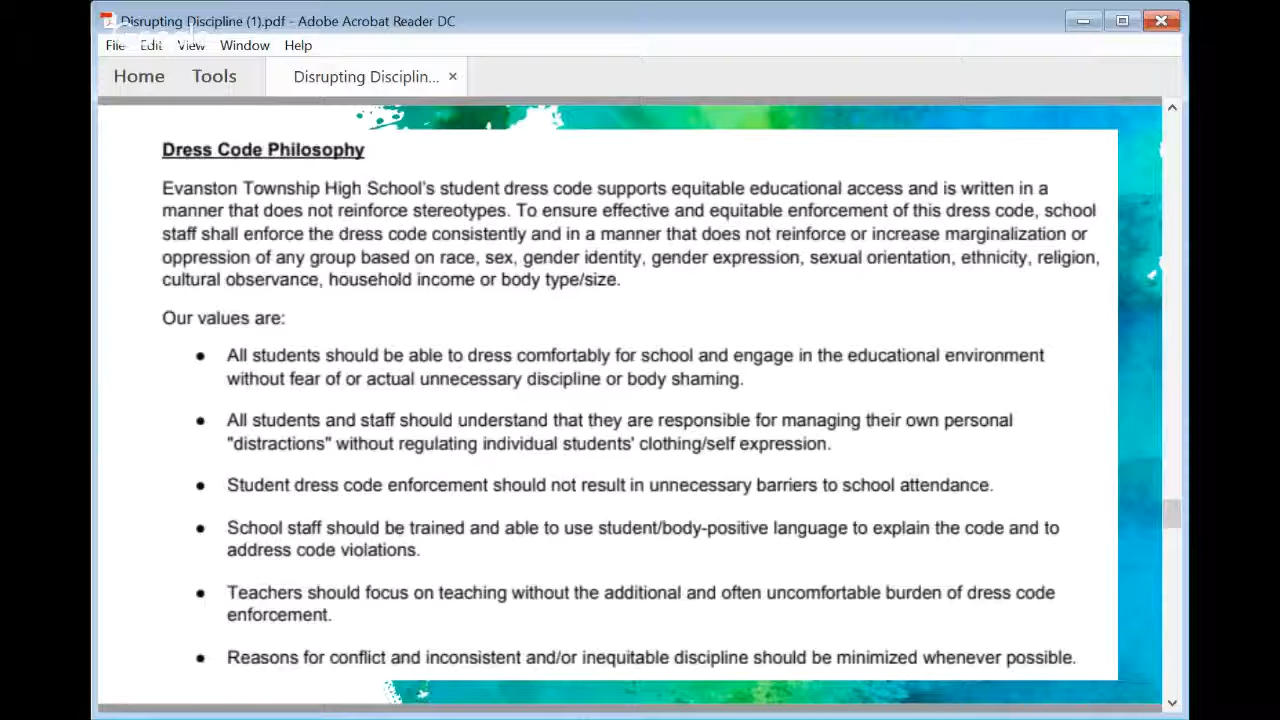 Disrupting Discipline (1).pdf - Adobe Acrobat Reader DC
File Edit View Window Help
Home Tools Disrupting Disciplin... ×
Dress Code Philosophy
Evanston Township High School's student dress code supports equitable educational access and is written in a
manner that does not reinforce stereotypes. To ensure effective and equitable enforcement of this dress code, school
staff shall enforce the dress code consistently and in a manner that does not reinforce or increase marginalization or
oppression of any group based on race, sex, gender identity, gender expression, sexual orientation, ethnicity, religion,
cultural observance, household income or body type/size.
Our values are:
● All students should be able to dress comfortably for school and engage in the educational environment
without fear of or actual unnecessary discipline or body shaming.
● All students and staff should understand that they are responsible for managing their own personal
"distractions" without regulating individual students' clothing/self expression.
● Student dress code enforcement should not result in unnecessary barriers to school attendance.
● School staff should be trained and able to use student/body-positive language to explain the code and to
address code violations.
● Teachers should focus on teaching without the additional and often uncomfortable burden of dress code
enforcement.
● Reasons for conflict and inconsistent and/or inequitable discipline should be minimized whenever possible.